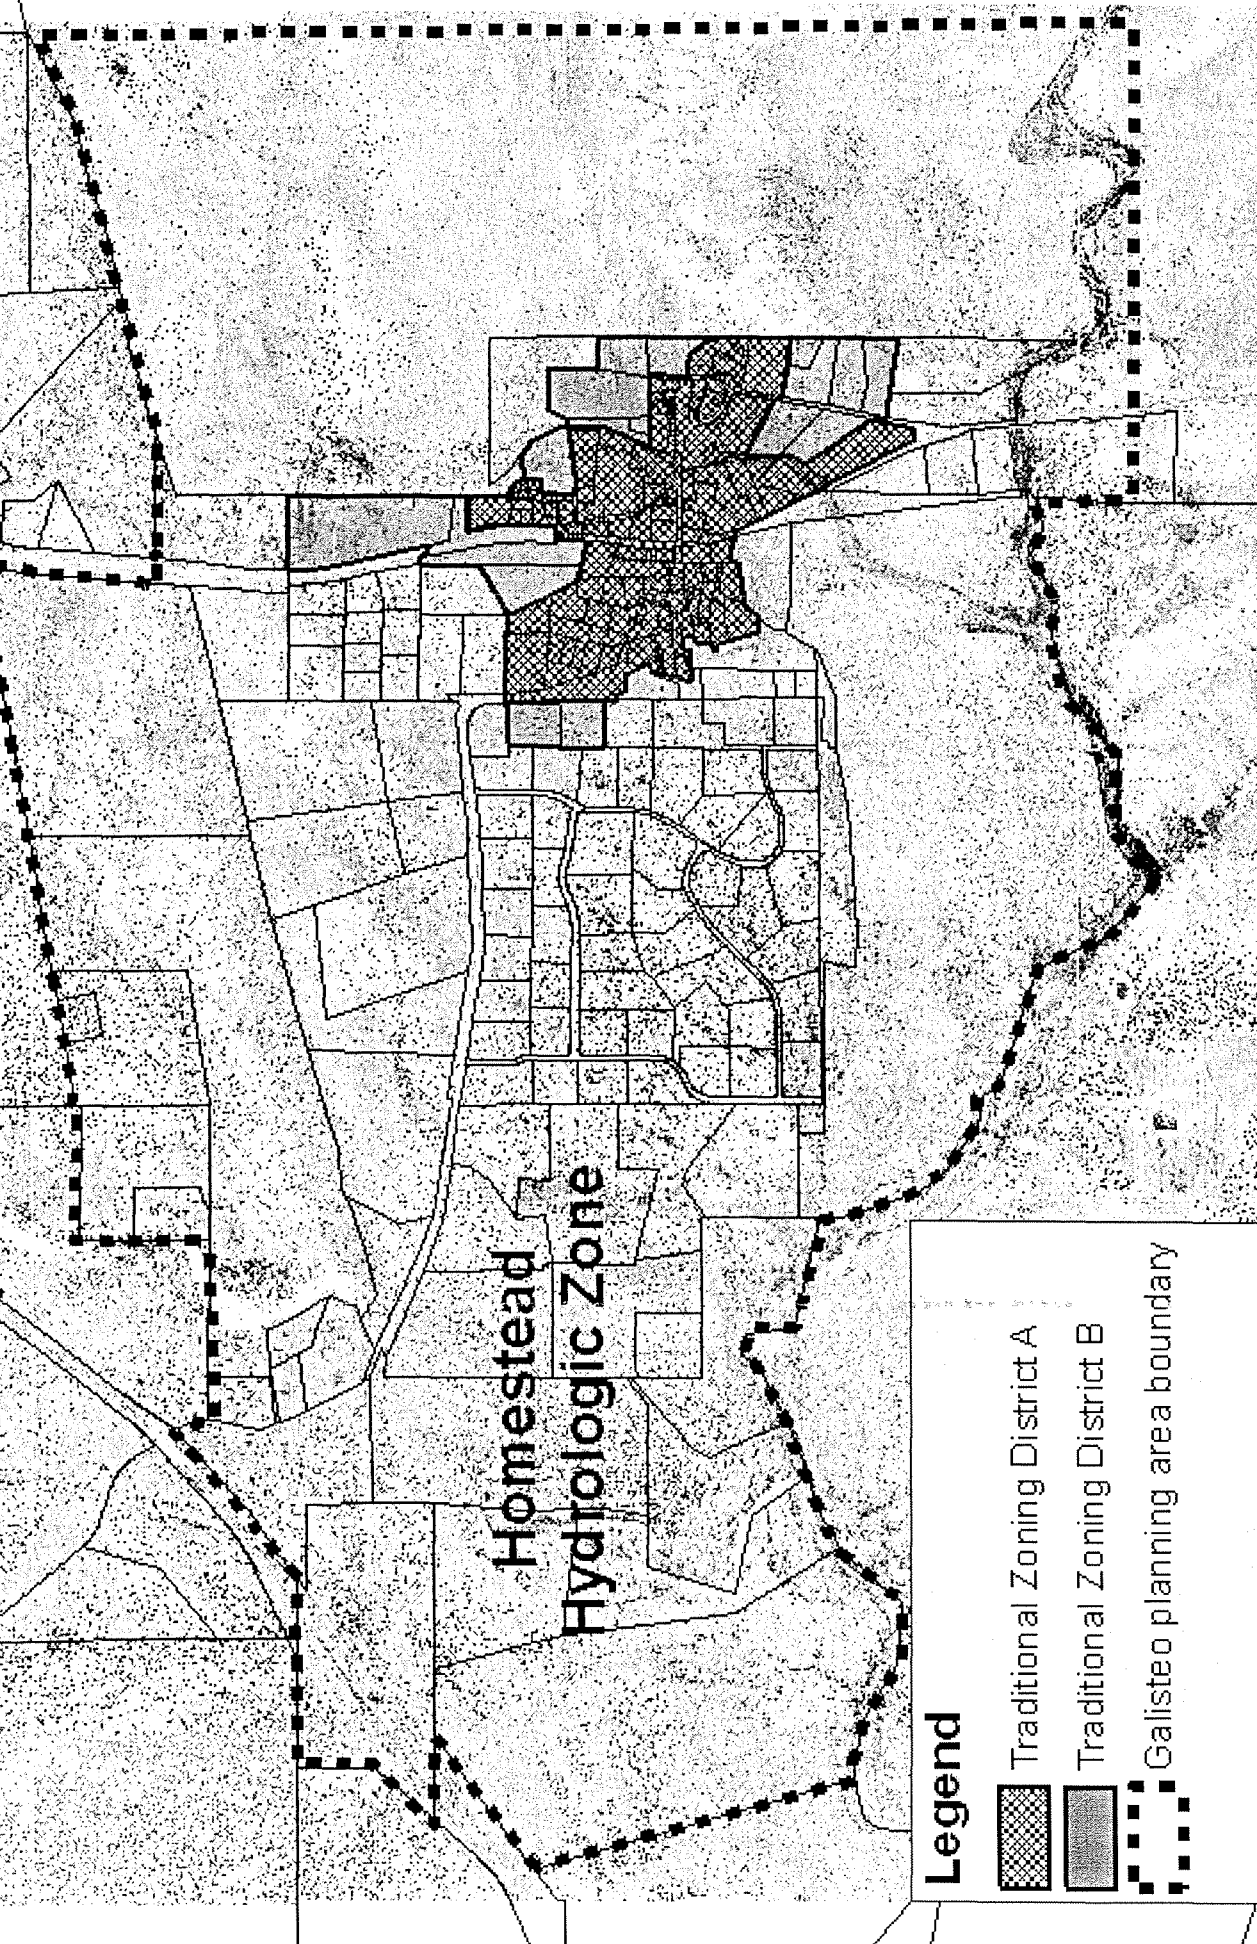 Homestead
Hydrologic Zone
Legend
Traditional Zoning District A
Traditional Zoning District B
Galisteo planning area boundary